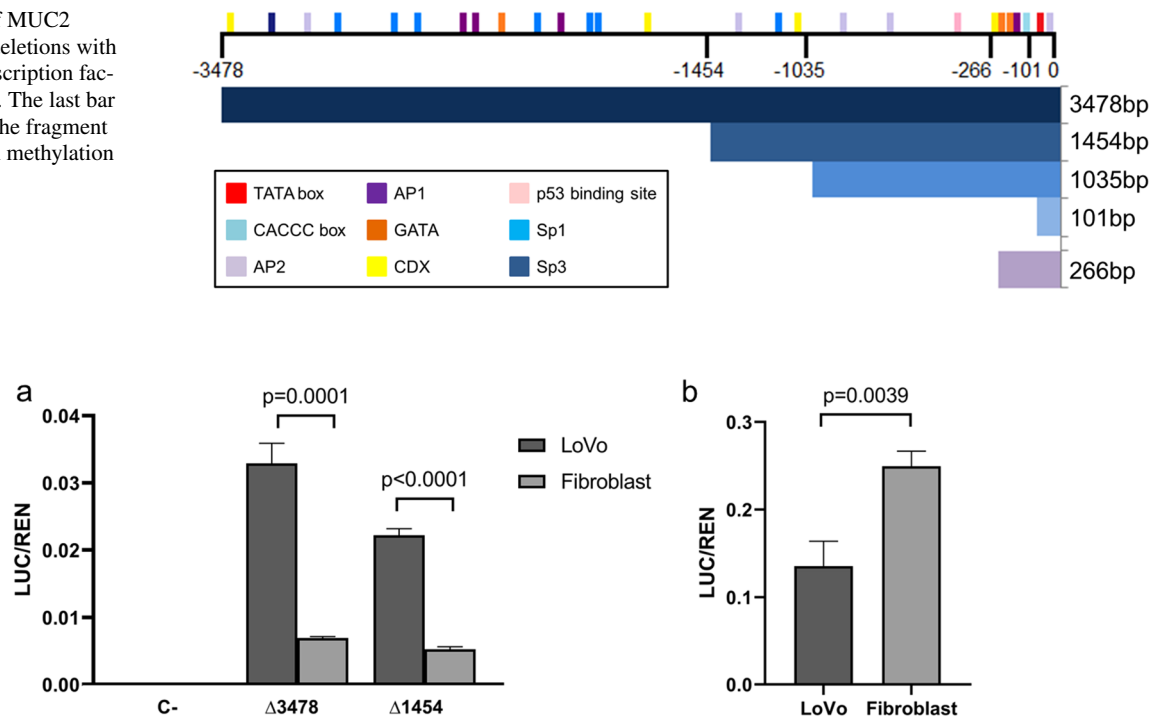 f MUC2
eletions with
scription fac-
. The last bar
he fragment
methylation
-3478 -1454 -1035 -266 -101 0
3478bp
1454bp
1035bp
101bp
266bp
TATA box AP1 p53 binding site
CACCC box GATA Sp1
AP2 CDX Sp3
a
p=0.0001
p<0.0001
LUC/REN
0.04
0.03
0.02
0.01
0.00
C- Δ3478 Δ1454
LoVo
Fibroblast
b
p=0.0039
LUC/REN
0.3
0.2
0.1
0.0
LoVo Fibroblast